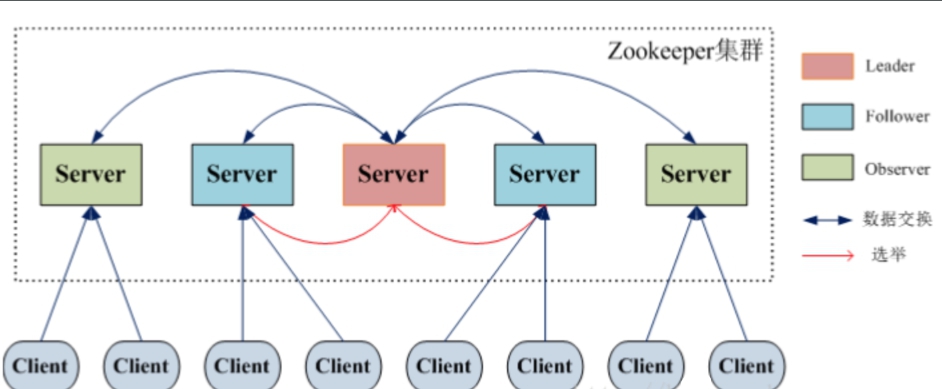 Zookeeper集群
Leader
Follower
Observer
数据交换
选举
Server
Server
Server
Server
Server
Client
Client
Client
Client
Client
Client
Client
Client